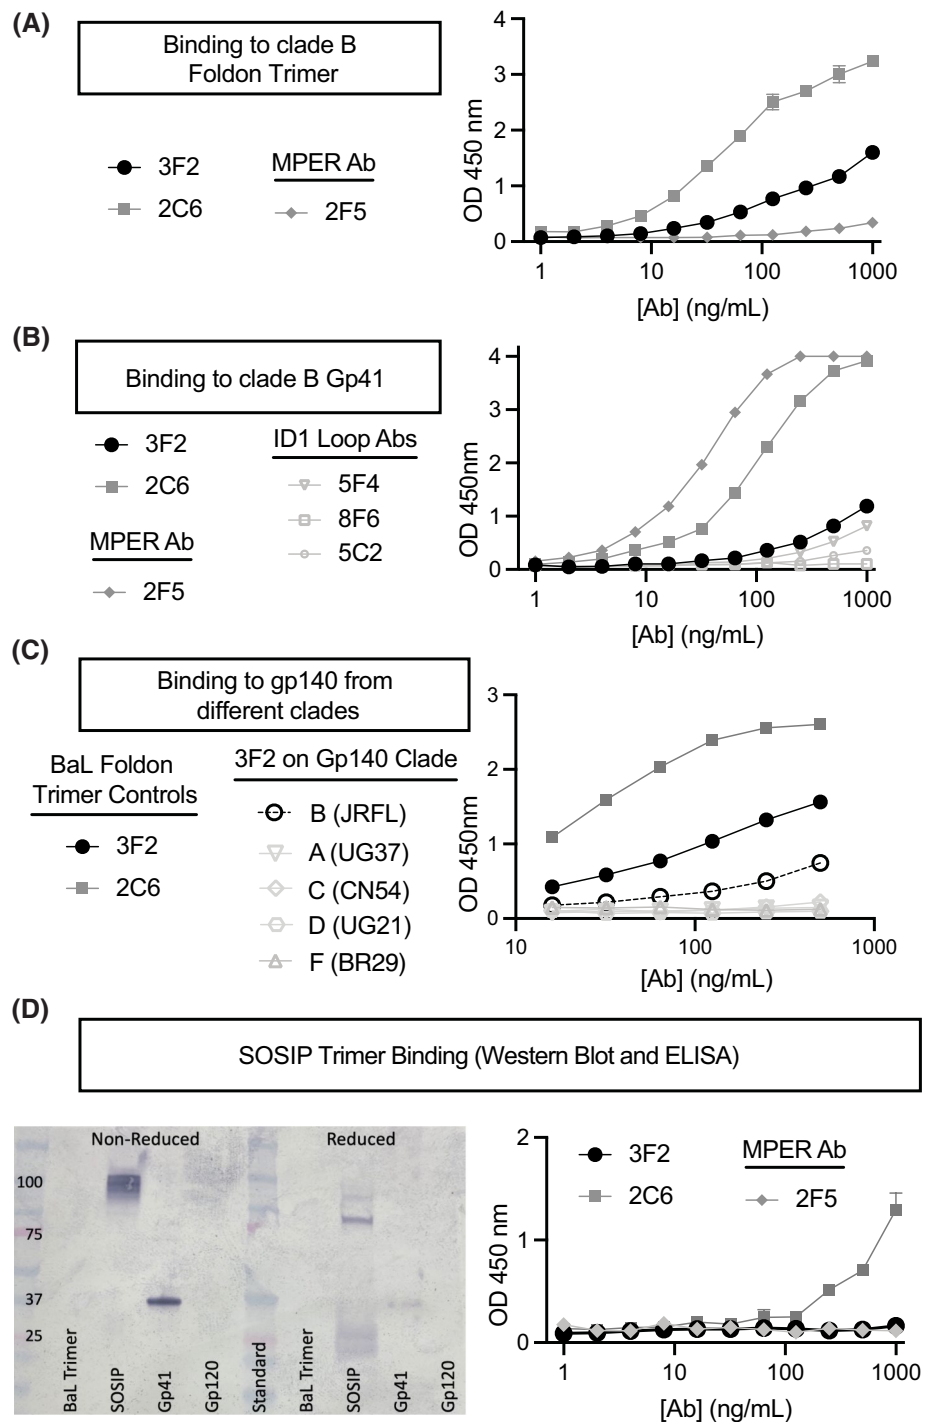 (A)
Binding to clade B
Foldon Trimer
3F2
2C6
MPER Ab
2F5
4
3
2
1
0
OD 450 nm
1
10
100
1000
[Ab] (ng/mL)
(B)
Binding to clade B Gp41
3F2
2C6
MPER Ab
2F5
ID1 Loop Abs
5F4
8F6
5C2
4
3
2
1
0
OD 450nm
1
10
100
1000
[Ab] (ng/mL)
(C)
Binding to gp140 from
different clades
BaL Foldon
Trimer Controls
3F2
2C6
3F2 on Gp140 Clade
B (JRFL)
A (UG37)
C (CN54)
D (UG21)
F (BR29)
3
2
1
0
OD 450nm
10
100
1000
[Ab] (ng/mL)
(D)
SOSIP Trimer Binding (Western Blot and ELISA)
Non-Reduced
Reduced
100
75
37
25
BaL Trimer
SOSIP
Gp41
Gp120
Standard
BaL Trimer
SOSIP
Gp41
Gp120
3F2
2C6
MPER Ab
2F5
2
1
0
OD 450 nm
1
10
100
1000
[Ab] (ng/mL)